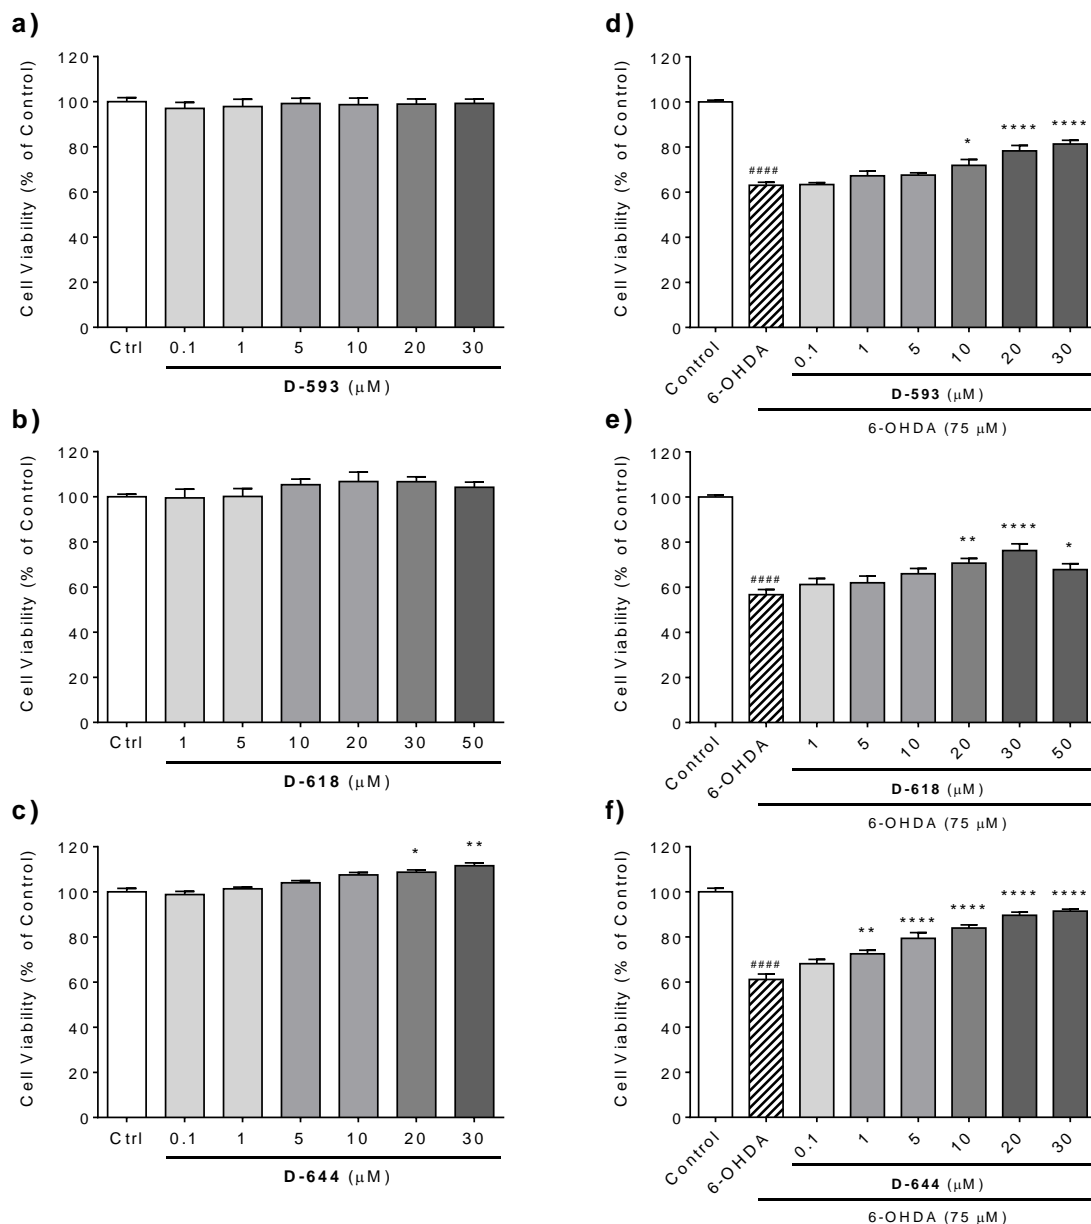 a)
Cell Viability (% of Control)
120
100
80
60
40
20
0
Ctrl 0.1 1 5 10 20 30
D-593 (μM)
d)
Cell Viability (% of Control)
120
100
80
60
40
20
0
####
*
****
****
Control 6-OHDA 0.1 1 5 10 20 30
D-593 (μM)
6-OHDA (75 μM)
b)
Cell Viability (% of Control)
120
100
80
60
40
20
0
Ctrl 1 5 10 20 30 50
D-618 (μM)
e)
Cell Viability (% of Control)
120
100
80
60
40
20
0
####
**
****
*
Control 6-OHDA 1 5 10 20 30 50
D-618 (μM)
6-OHDA (75 μM)
c)
Cell Viability (% of Control)
120
100
80
60
40
20
0
*
**
Ctrl 0.1 1 5 10 20 30
D-644 (μM)
f)
Cell Viability (% of Control)
120
100
80
60
40
20
0
####
**
****
****
****
****
Control 6-OHDA 0.1 1 5 10 20 30
D-644 (μM)
6-OHDA (75 μM)